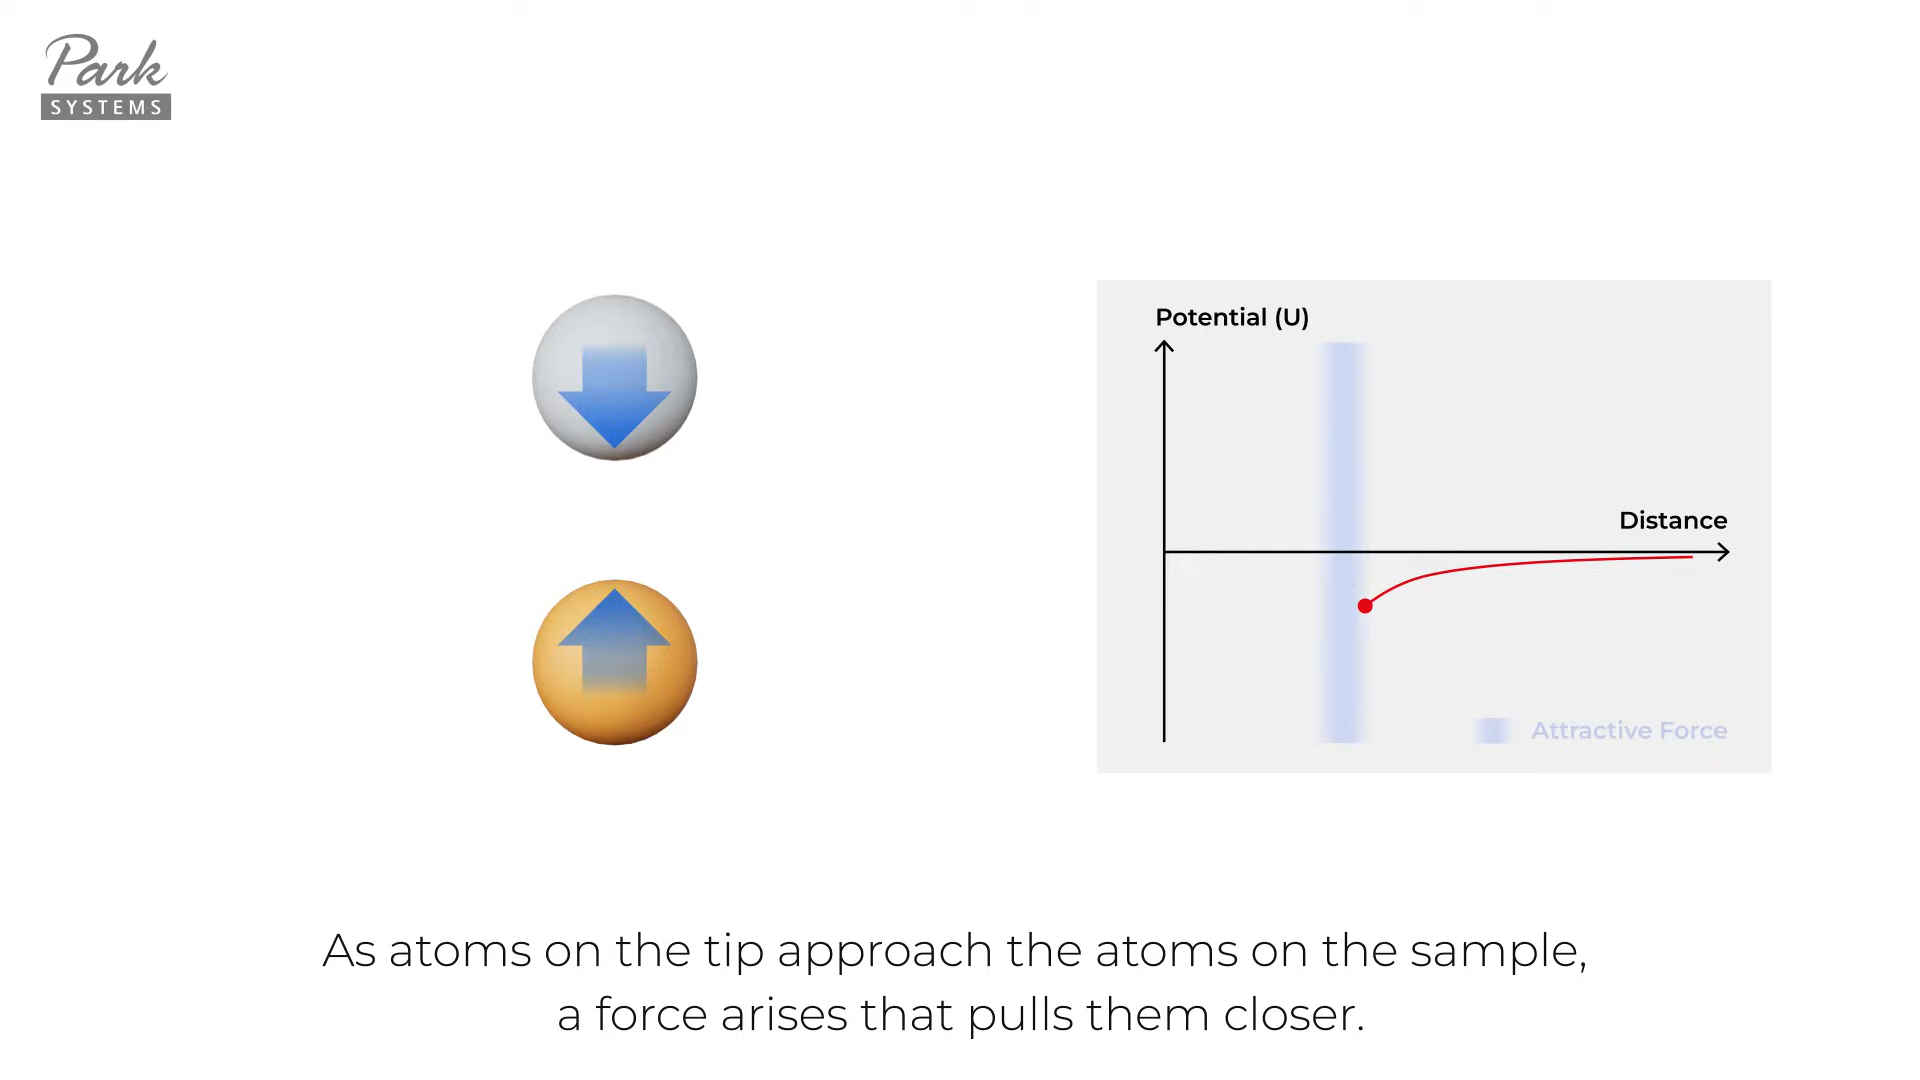 Park
SYSTEMS
Potential (U)
Distance
Attractive Force
As atoms on the tip approach the atoms on the sample,
a force arises that pulls them closer.